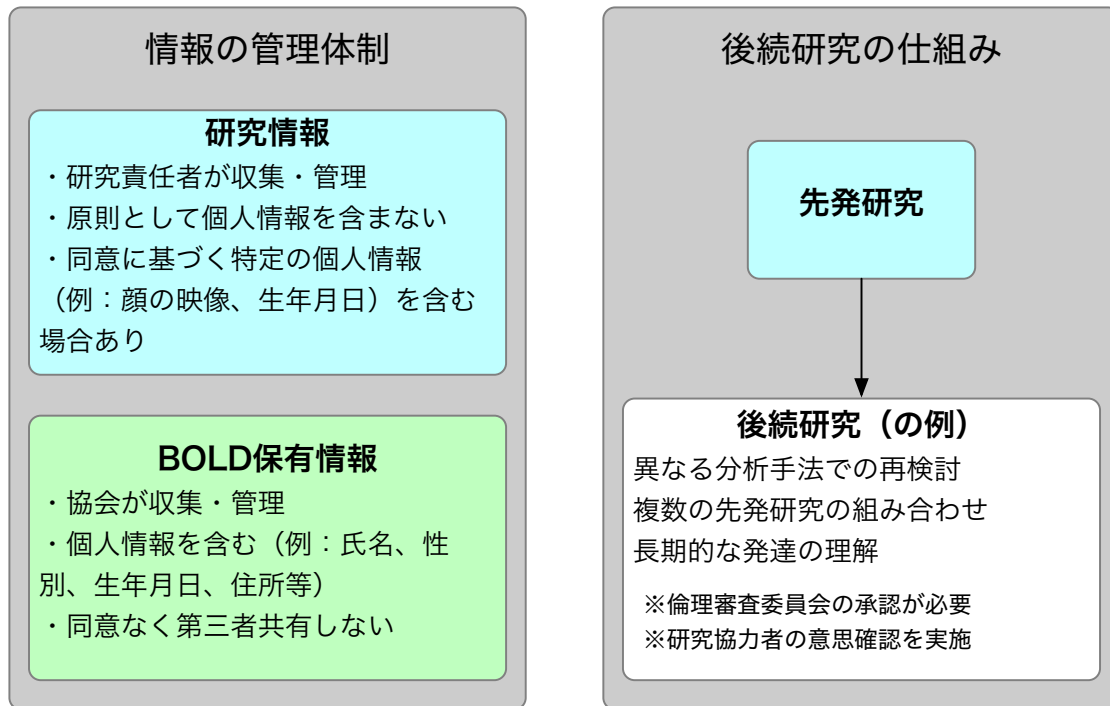 情報の管理体制
研究情報
・研究責任者が収集・管理
・原則として個人情報を含まない
・同意に基づく特定の個人情報
（例：顔の映像、生年月日）を含む
場合あり
BOLD保有情報
・協会が収集・管理
・個人情報を含む（例：氏名、性
別、生年月日、住所等）
・同意なく第三者共有しない
後続研究の仕組み
先発研究
後続研究（の例）
異なる分析手法での再検討
複数の先発研究の組み合わせ
長期的な発達の理解
※倫理審査委員会の承認が必要
※研究協力者の意思確認を実施